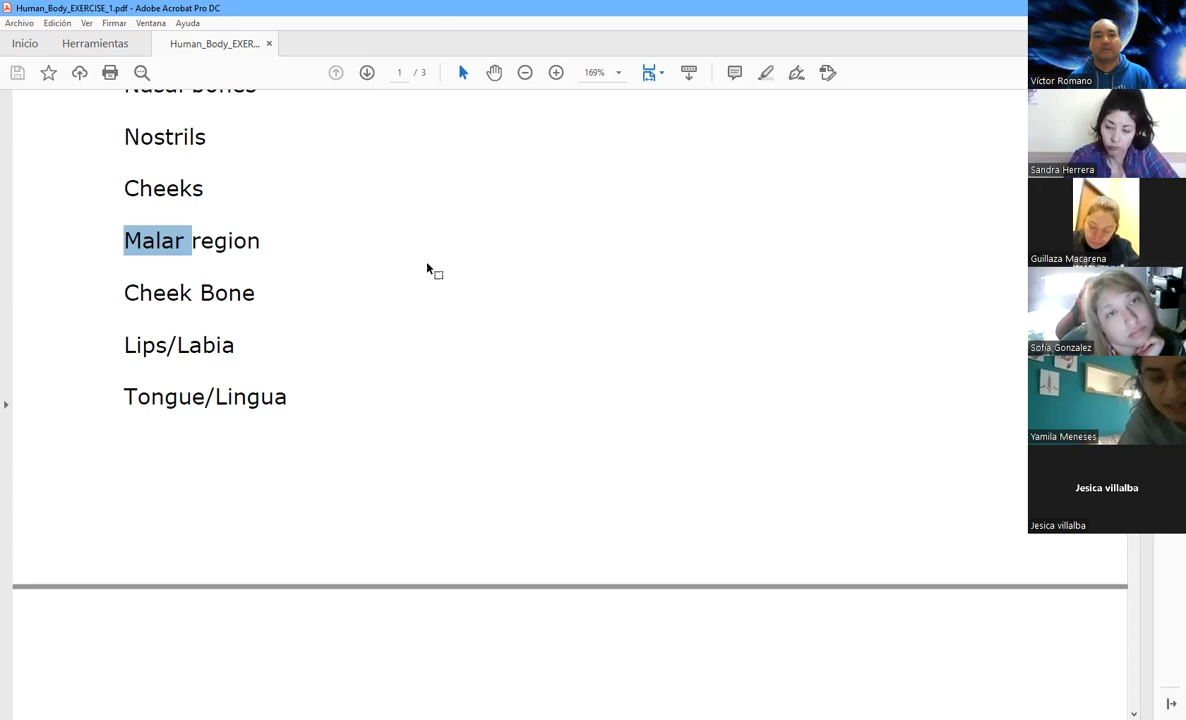 Human_Body_EXERCISE_1.pdf - Adobe Acrobat Pro DC
Archivo Edición Ver Firmar Ventana Ayuda
Inicio Herramientas Human_Body_EXER... ×
1 / 3 169%
Nasal bones
Nostrils
Cheeks
Malar region
Cheek Bone
Lips/Labia
Tongue/Lingua
Víctor Romano
Sandra Herrera
Guillaza Macarena
Sofía Gonzalez
Yamila Meneses
Jesica villalba
Jesica villalba